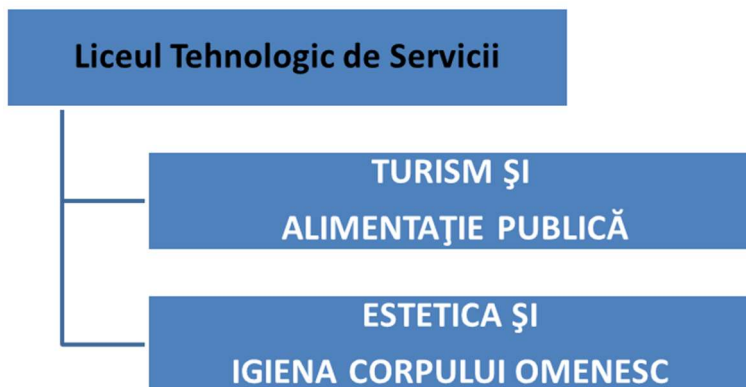 Liceul Tehnologic de Servicii
TURISM ŞI
ALIMENTAŢIE PUBLICĂ
ESTETICA ŞI
IGIENA CORPULUI OMENESC